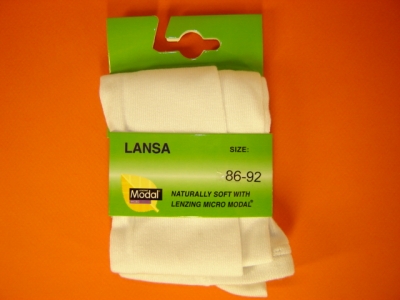 LANSA
SIZE:
86-92
Modal
NATURALLY SOFT WITH
LENZING MICRO MODAL®